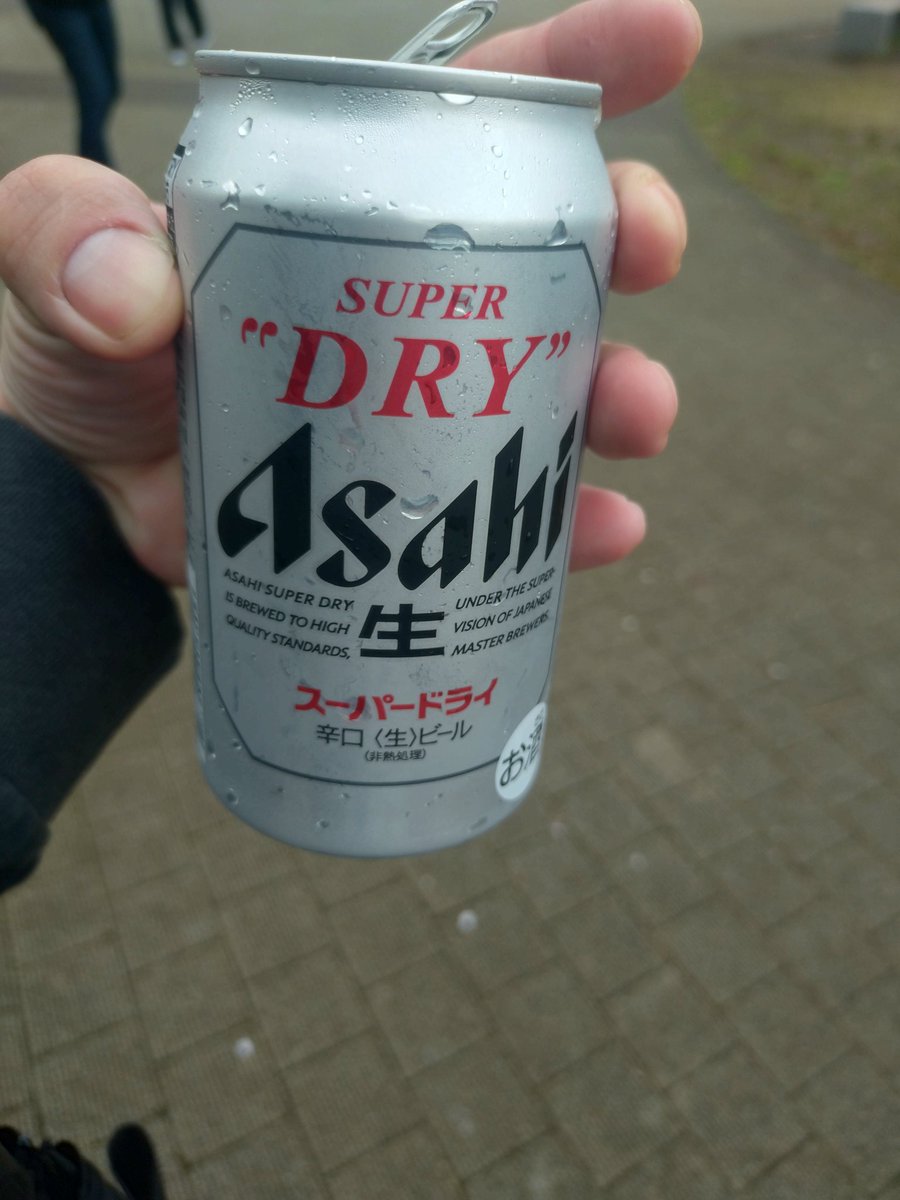 SUPER
"DRY"
Asahi
ASAHI SUPER DRY
IS BREWED TO HIGH
QUALITY STANDARDS,
生
UNDER THE SUPER-
VISION OF JAPANESE
MASTER BREWERS.
スーパードライ
辛口〈生〉ビール
(非熱処理)
お酒